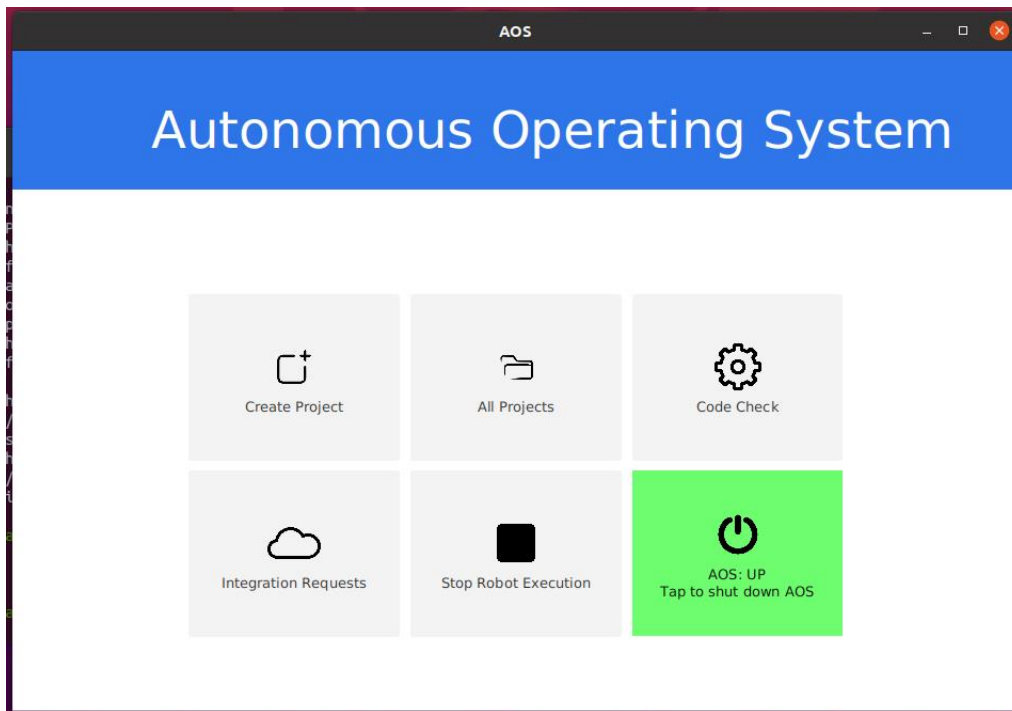 AOS
Autonomous Operating System
Create Project
All Projects
Code Check
Integration Requests
Stop Robot Execution
AOS: UP
Tap to shut down AOS